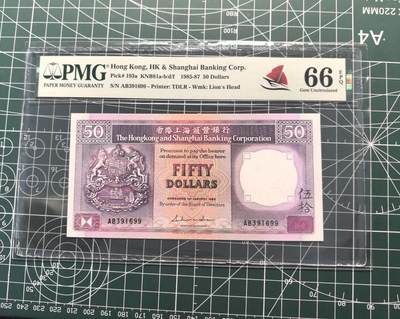 PMG
PAPER MONEY GUARANTY
Hong Kong, HK & Shanghai Banking Corp.
Pick# 193a KNB81a-b/d/f 1985-87 50 Dollars
S/N AB391699 - Printer: TDLR - Wmk: Lion's Head
66 EPQ
Gem Uncirculated
50
香港上海滙豐銀行
50
The Hongkong and Shanghai Banking Corporation
Promises to pay the bearer
on demand at its Office here
FIFTY
DOLLARS
By order of the Board of Directors
伍拾
AB391699
AB391699
A4
220MM